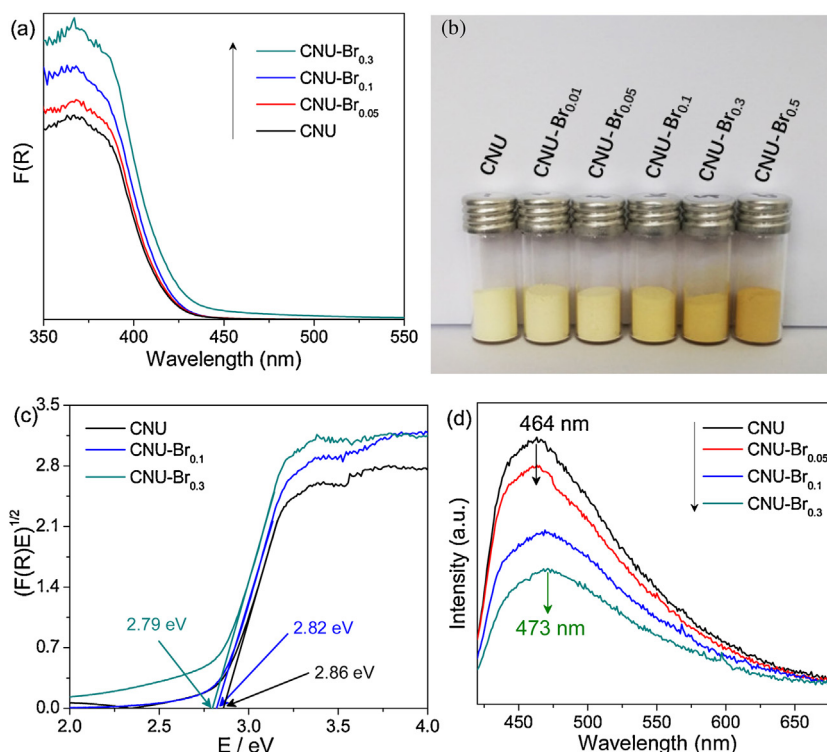 (a)
CNU-Br0.3
CNU-Br0.1
CNU-Br0.05
CNU
F(R)
350 400 450 500 550
Wavelength (nm)
(b)
CNU
CNU-Br0.01
CNU-Br0.05
CNU-Br0.1
CNU-Br0.3
CNU-Br0.5
(c)
CNU
CNU-Br0.1
CNU-Br0.3
(F(R)E)1/2
3.5
2.8
2.1
1.4
0.7
0.0
2.79 eV
2.82 eV
2.86 eV
2.0 2.5 3.0 3.5 4.0
E / eV
(d)
464 nm
CNU
CNU-Br0.05
CNU-Br0.1
CNU-Br0.3
473 nm
Intensity (a.u.)
450 500 550 600 650
Wavelength (nm)